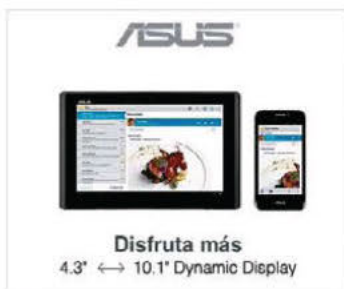 ASUS
Disfruta más
4.3" ↔ 10.1" Dynamic Display